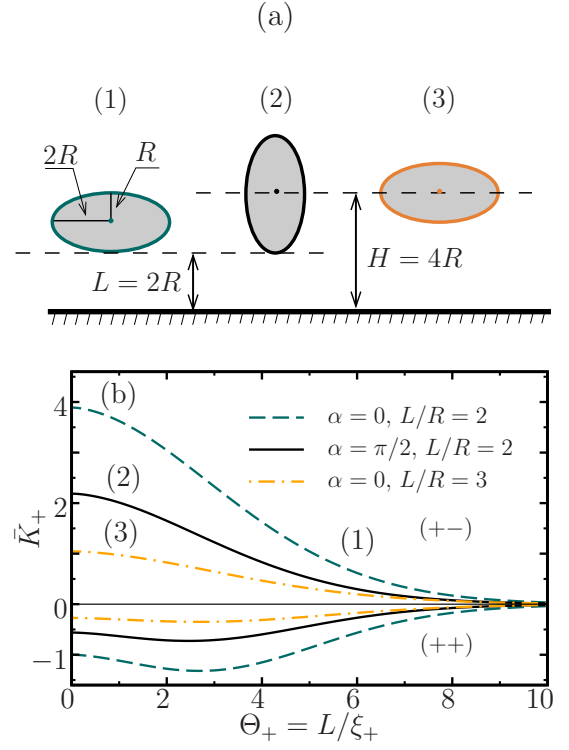 (a)
(1) (2) (3)
2R R
L = 2R H = 4R
(b)
α = 0, L/R = 2
α = π/2, L/R = 2
α = 0, L/R = 3
(1)
(2)
(3)
(+−)
(++)
K̄₊
4
2
0
−1
0 2 4 6 8 10
Θ₊ = L/ξ₊